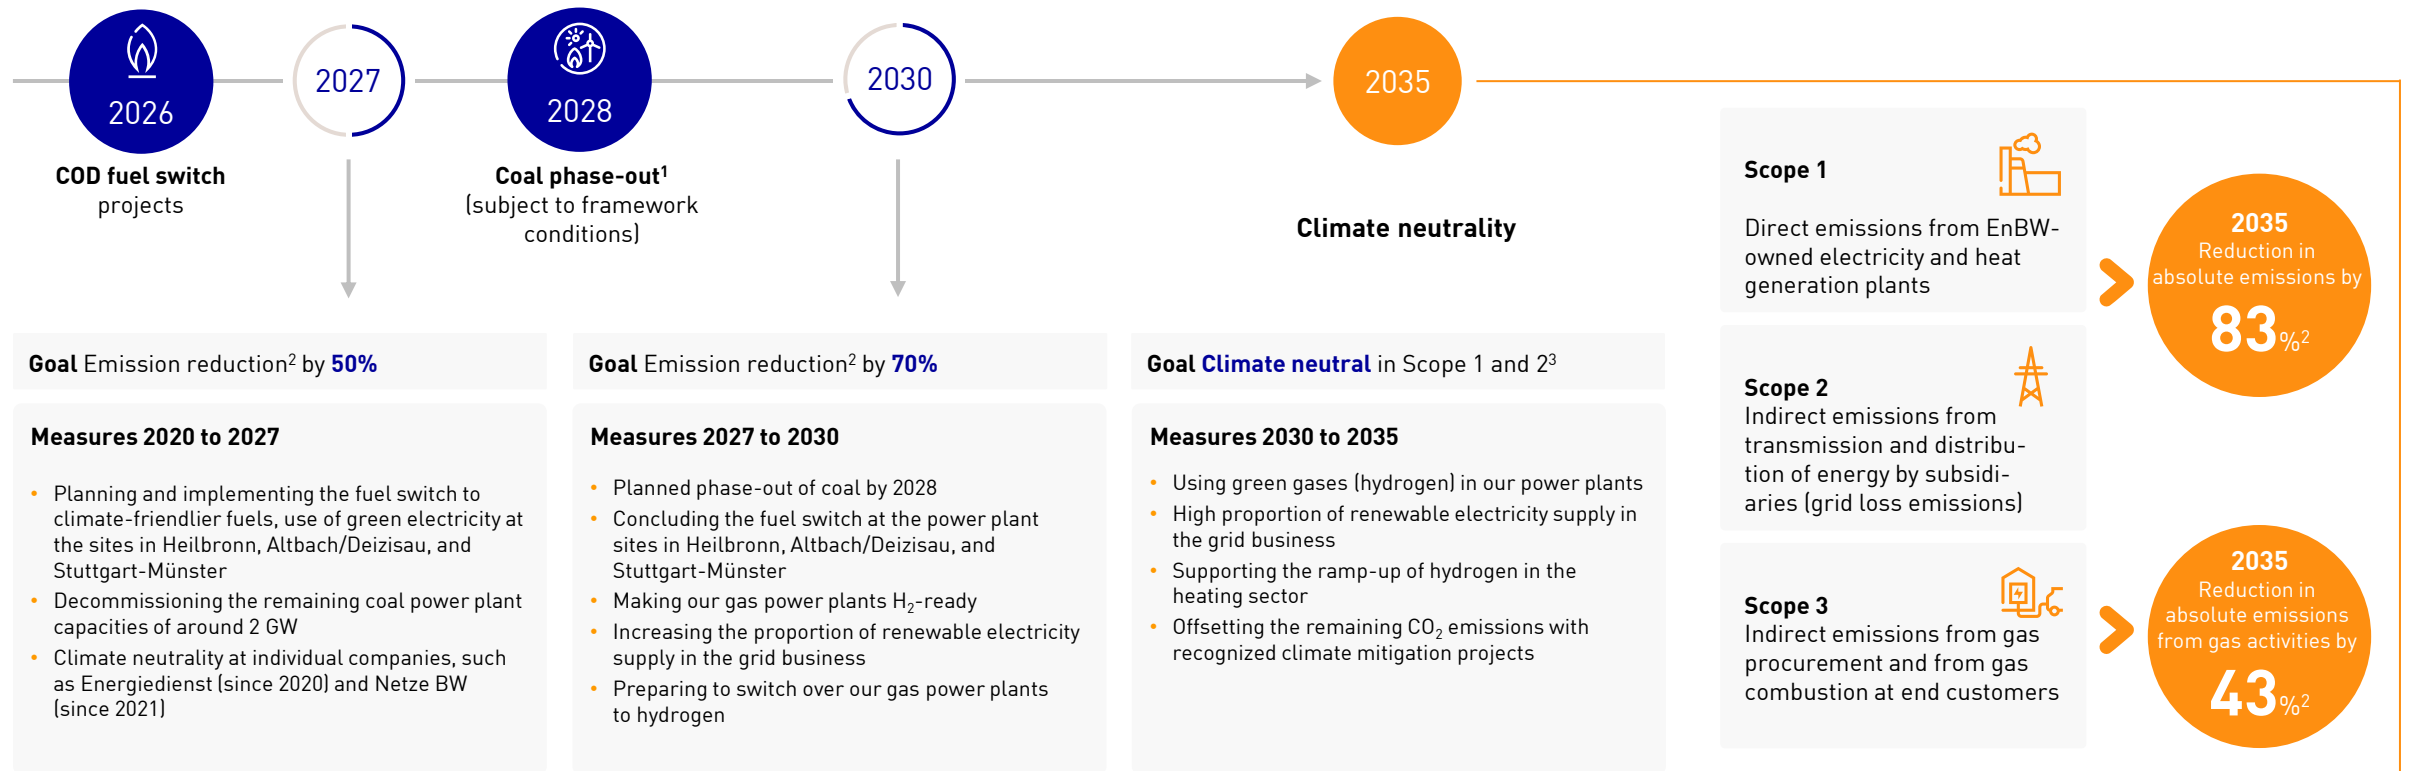 2026
2027
2028
2030
2035
COD fuel switch
projects
Coal phase-out¹
(subject to framework
conditions)
Climate neutrality
Goal Emission reduction² by 50%
Measures 2020 to 2027
• Planning and implementing the fuel switch to
climate-friendlier fuels, use of green electricity at
the sites in Heilbronn, Altbach/Deizisau, and
Stuttgart-Münster
• Decommissioning the remaining coal power plant
capacities of around 2 GW
• Climate neutrality at individual companies, such
as Energiedienst (since 2020) and Netze BW
(since 2021)
Goal Emission reduction² by 70%
Measures 2027 to 2030
• Planned phase-out of coal by 2028
• Concluding the fuel switch at the power plant
sites in Heilbronn, Altbach/Deizisau, and
Stuttgart-Münster
• Making our gas power plants H₂-ready
• Increasing the proportion of renewable electricity
supply in the grid business
• Preparing to switch over our gas power plants
to hydrogen
Goal Climate neutral in Scope 1 and 2³
Measures 2030 to 2035
• Using green gases (hydrogen) in our power plants
• High proportion of renewable electricity supply in
the grid business
• Supporting the ramp-up of hydrogen in the
heating sector
• Offsetting the remaining CO₂ emissions with
recognized climate mitigation projects
Scope 1
Direct emissions from EnBW-
owned electricity and heat
generation plants
Scope 2
Indirect emissions from
transmission and distribu-
tion of energy by subsidi-
aries (grid loss emissions)
2035
Reduction in
absolute emissions by
83%²
Scope 3
Indirect emissions from gas
procurement and from gas
combustion at end customers
2035
Reduction in
absolute emissions
from gas activities by
43%²